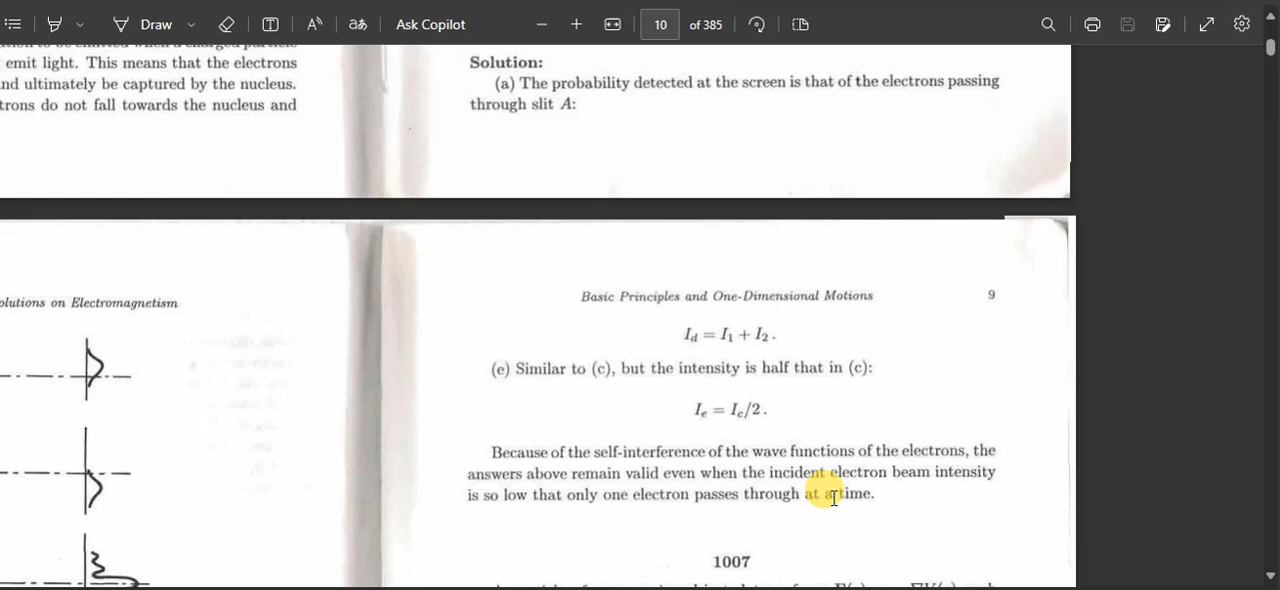 Draw
Ask Copilot
10 of 385
emit light. This means that the electrons
nd ultimately be captured by the nucleus.
trons do not fall towards the nucleus and
Solution:
(a) The probability detected at the screen is that of the electrons passing
through slit A:
olutions on Electromagnetism
Basic Principles and One-Dimensional Motions 9
I_d = I_1 + I_2.
(e) Similar to (c), but the intensity is half that in (c):
I_e = I_c/2.
Because of the self-interference of the wave functions of the electrons, the
answers above remain valid even when the incident electron beam intensity
is so low that only one electron passes through at a time.
1007